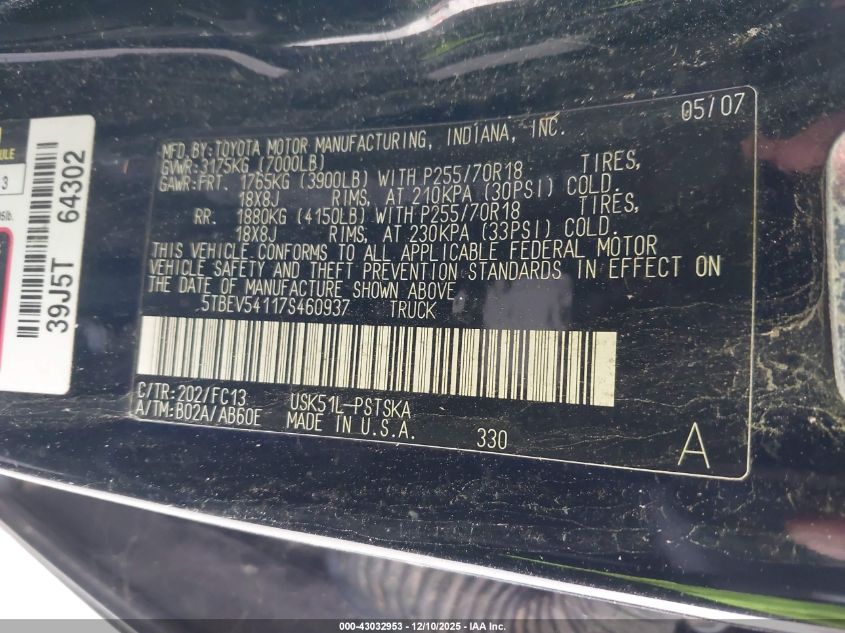 05/07
MFD.BY:TOYOTA MOTOR MANUFACTURING, INDIANA, INC.
GVWR:3175KG (7000LB)
GAWR:FRT. 1765KG (3900LB) WITH P255/70R18 TIRES,
18X8J RIMS, AT 210KPA (30PSI) COLD.
RR. 1880KG (4150LB) WITH P255/70R18 TIRES,
18X8J RIMS, AT 230KPA (33PSI) COLD.
THIS VEHICLE CONFORMS TO ALL APPLICABLE FEDERAL MOTOR
VEHICLE SAFETY AND THEFT PREVENTION STANDARDS IN EFFECT ON
THE DATE OF MANUFACTURE SHOWN ABOVE.
5TBEV54117S460937 TRUCK
C/TR:202/FC13 USK51L-PSTSKA
A/TM:B02A/AB60E MADE IN U.S.A. 330
A
39J5T 64302
000-43032953 - 12/10/2025 - IAA Inc.